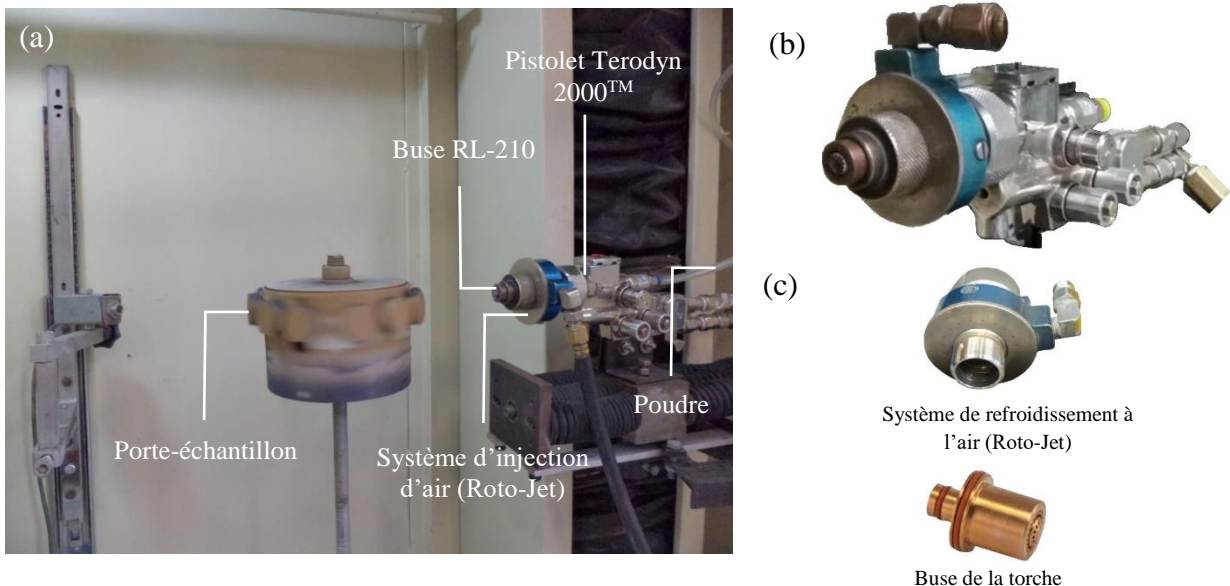 (a)
Pistolet Terodyn
2000TM
Buse RL-210
Porte-échantillon
Système d'injection
d'air (Roto-Jet)
Poudre
(b)
(c)
Système de refroidissement à
l'air (Roto-Jet)
Buse de la torche